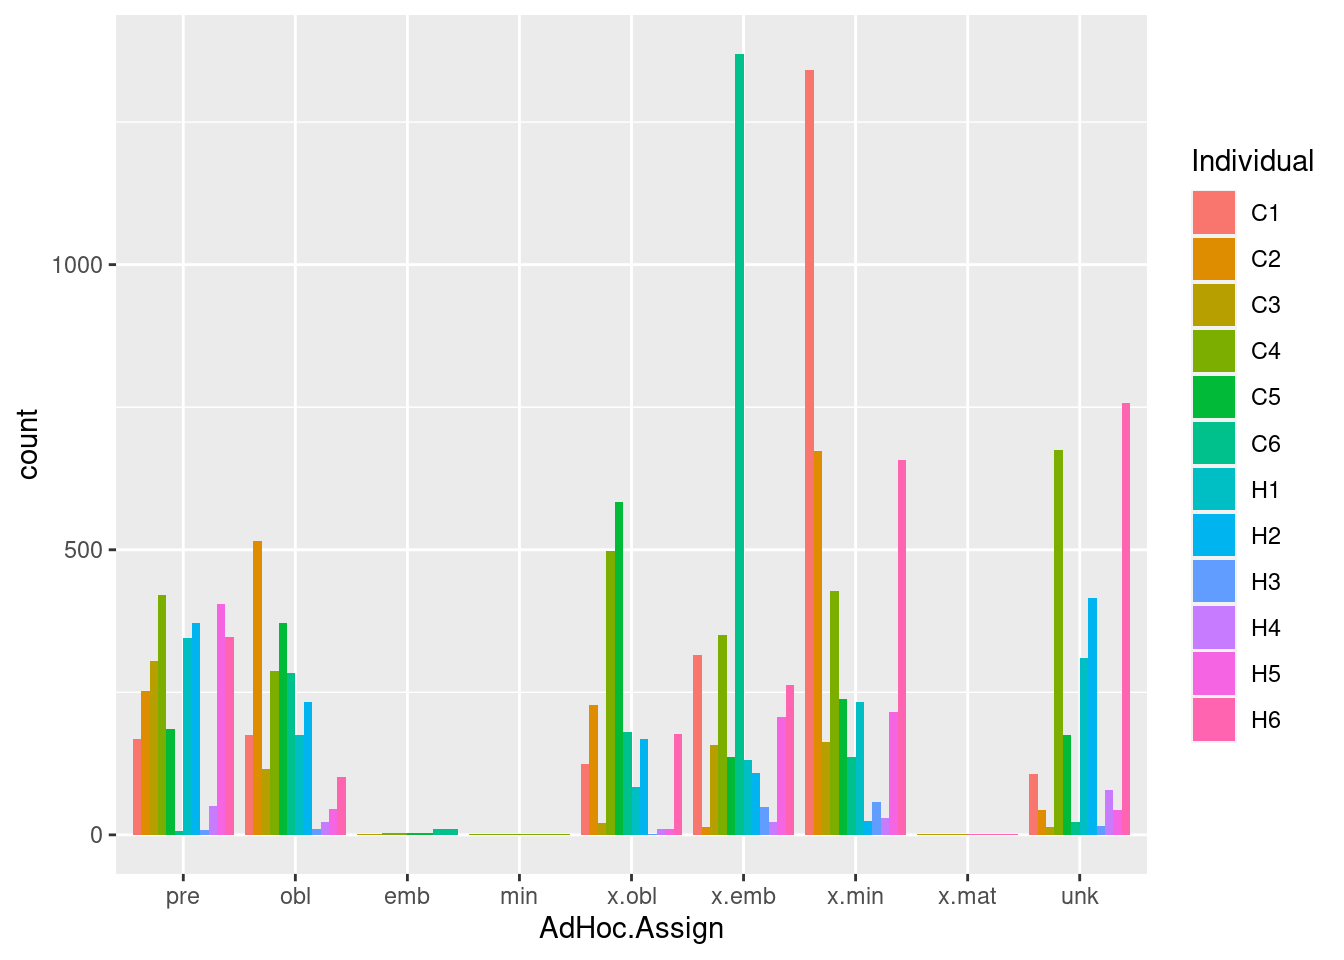 1000
500
0
count
pre obl emb min x.obl x.emb x.min x.mat unk
AdHoc.Assign
Individual
C1
C2
C3
C4
C5
C6
H1
H2
H3
H4
H5
H6